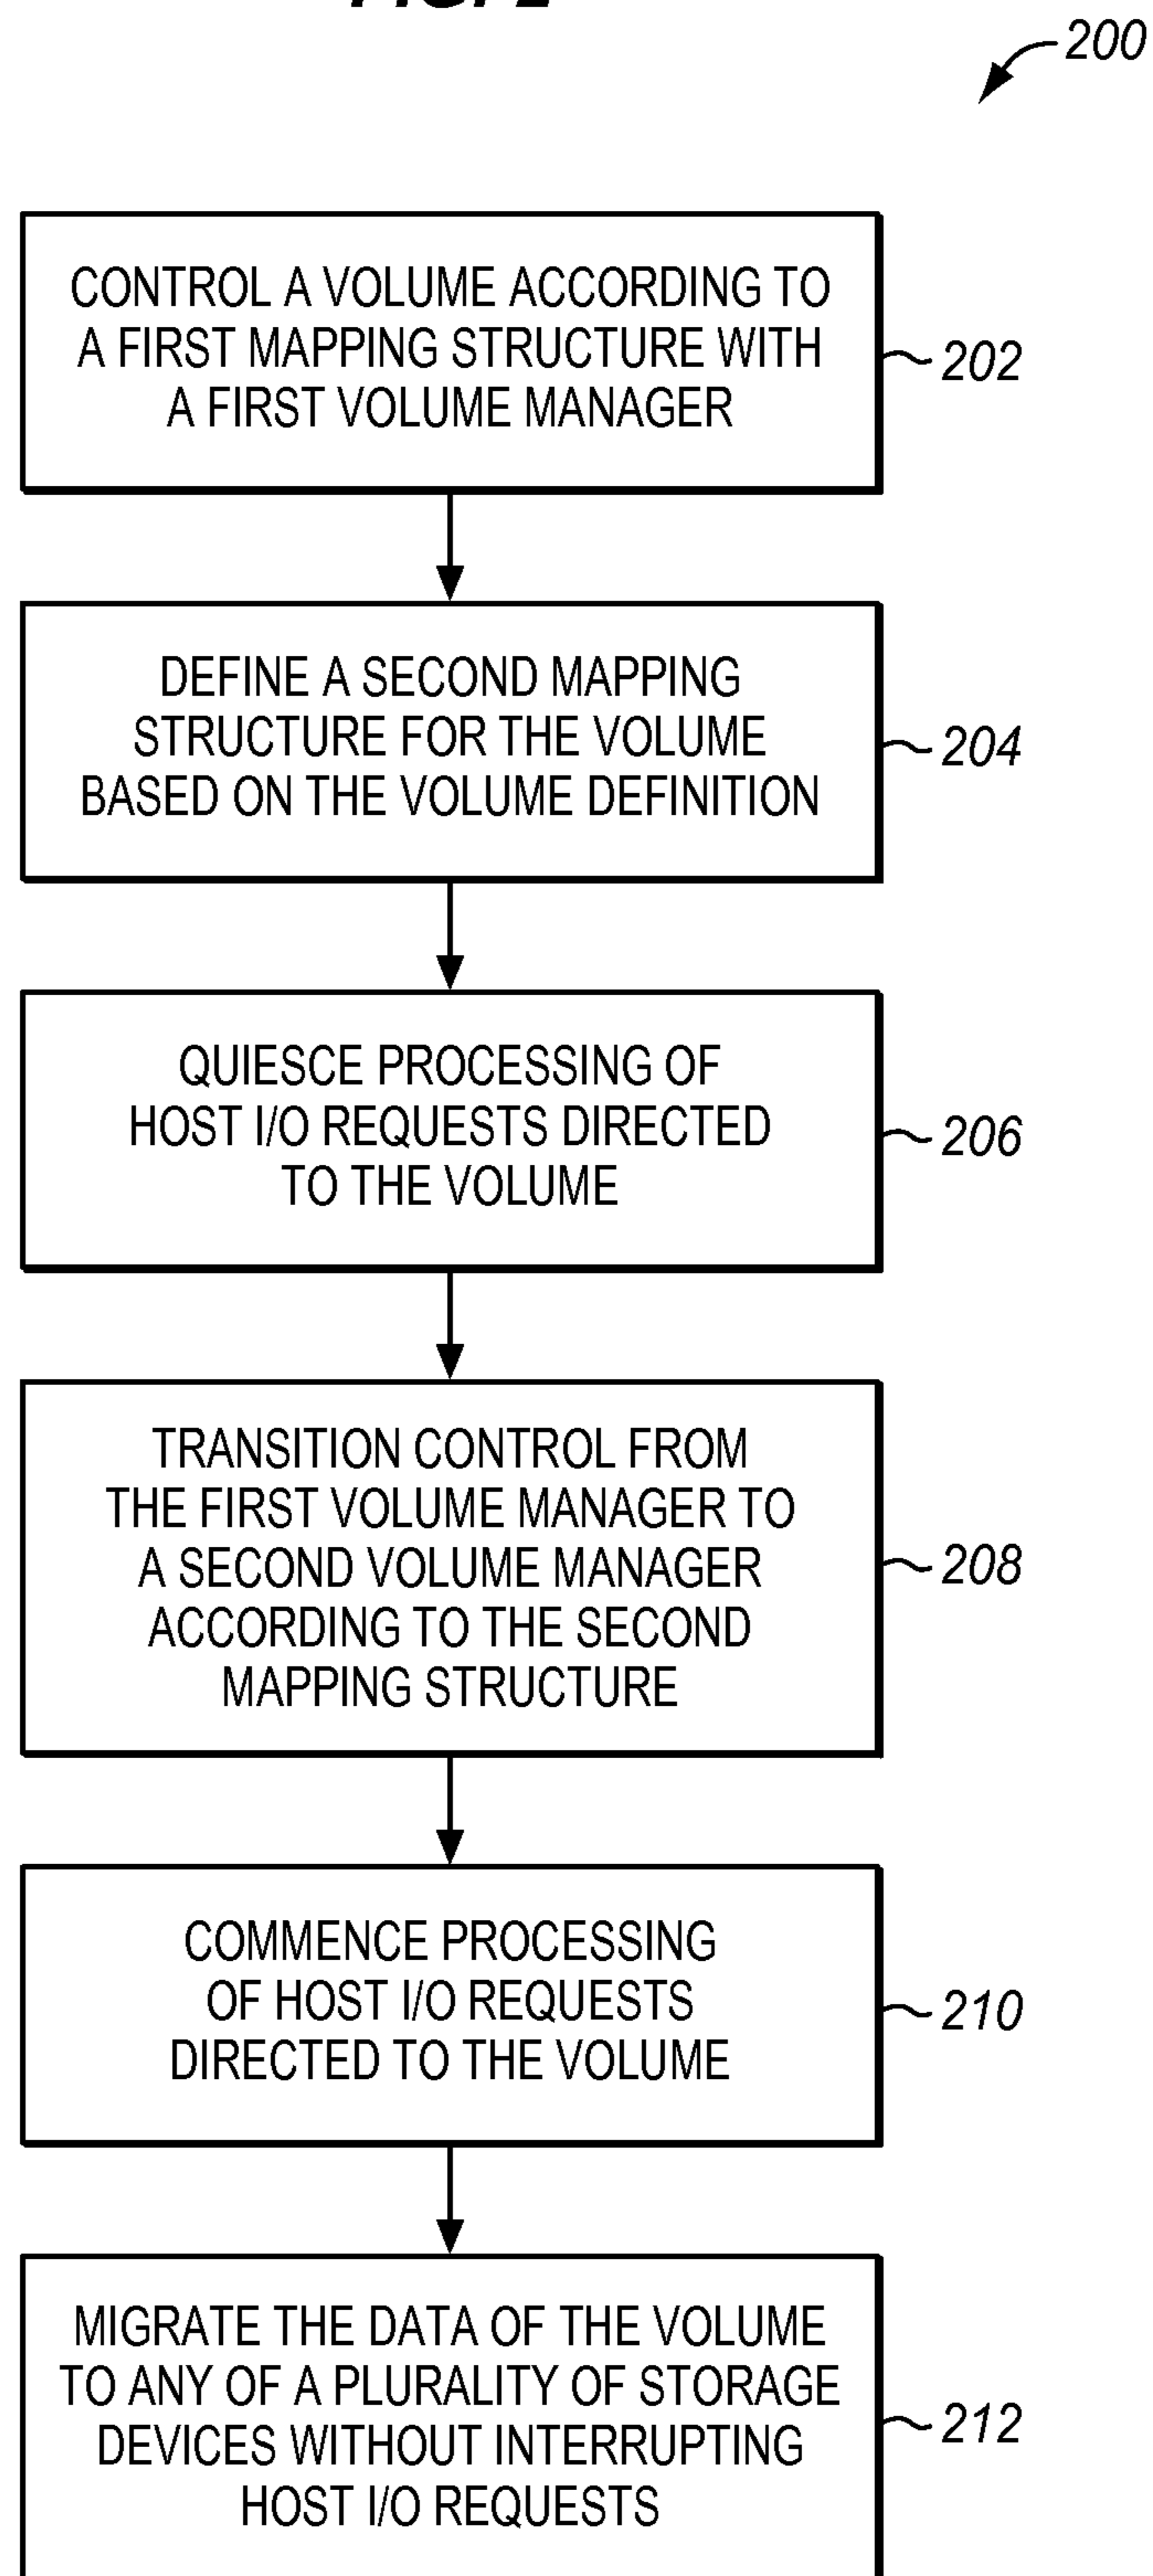 200
CONTROL A VOLUME ACCORDING TO
A FIRST MAPPING STRUCTURE WITH
A FIRST VOLUME MANAGER
202
DEFINE A SECOND MAPPING
STRUCTURE FOR THE VOLUME
BASED ON THE VOLUME DEFINITION
204
QUIESCE PROCESSING OF
HOST I/O REQUESTS DIRECTED
TO THE VOLUME
206
TRANSITION CONTROL FROM
THE FIRST VOLUME MANAGER TO
A SECOND VOLUME MANAGER
ACCORDING TO THE SECOND
MAPPING STRUCTURE
208
COMMENCE PROCESSING
OF HOST I/O REQUESTS
DIRECTED TO THE VOLUME
210
MIGRATE THE DATA OF THE VOLUME
TO ANY OF A PLURALITY OF STORAGE
DEVICES WITHOUT INTERRUPTING
HOST I/O REQUESTS
212